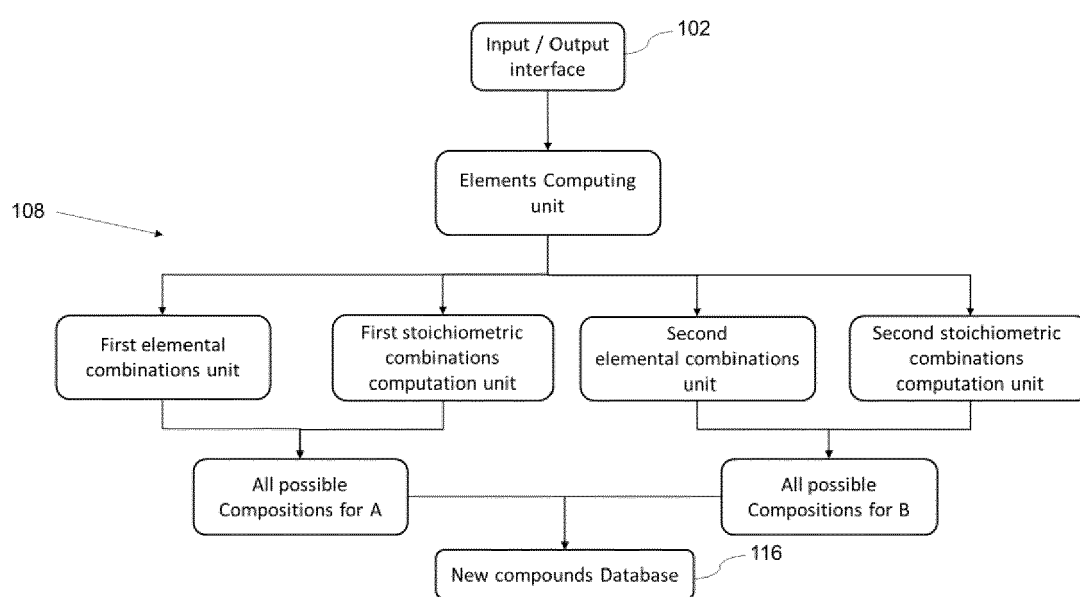 Input / Output
interface
102
Elements Computing
unit
108
First elemental
combinations unit
First stoichiometric
combinations
computation unit
Second
elemental combinations
unit
Second stoichiometric
combinations
computation unit
All possible
Compositions for A
All possible
Compositions for B
New compounds Database
116